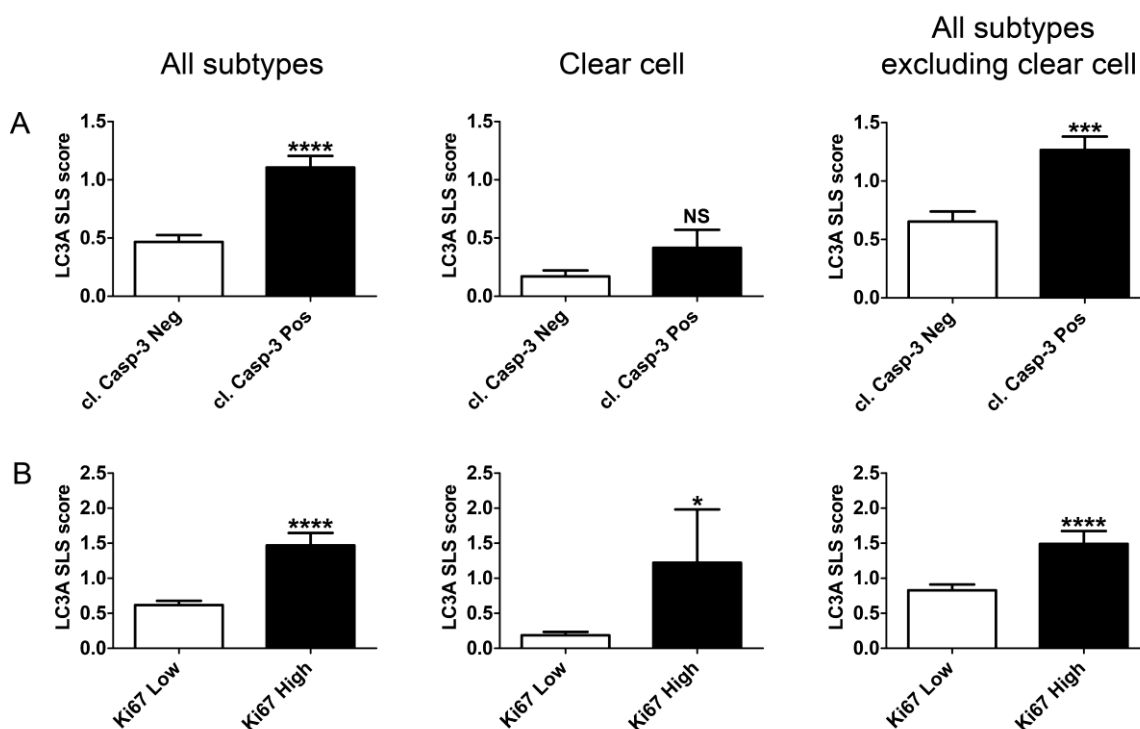 All subtypes
Clear cell
All subtypes
excluding clear cell
A
LC3A SLS score
1.5
1.0
0.5
0.0
****
cl. Casp-3 Neg
cl. Casp-3 Pos
LC3A SLS score
1.5
1.0
0.5
0.0
NS
cl. Casp-3 Neg
cl. Casp-3 Pos
LC3A SLS score
1.5
1.0
0.5
0.0
***
cl. Casp-3 Neg
cl. Casp-3 Pos
B
LC3A SLS score
2.5
2.0
1.5
1.0
0.5
0.0
****
Ki67 Low
Ki67 High
LC3A SLS score
2.5
2.0
1.5
1.0
0.5
0.0
*
Ki67 Low
Ki67 High
LC3A SLS score
2.5
2.0
1.5
1.0
0.5
0.0
****
Ki67 Low
Ki67 High